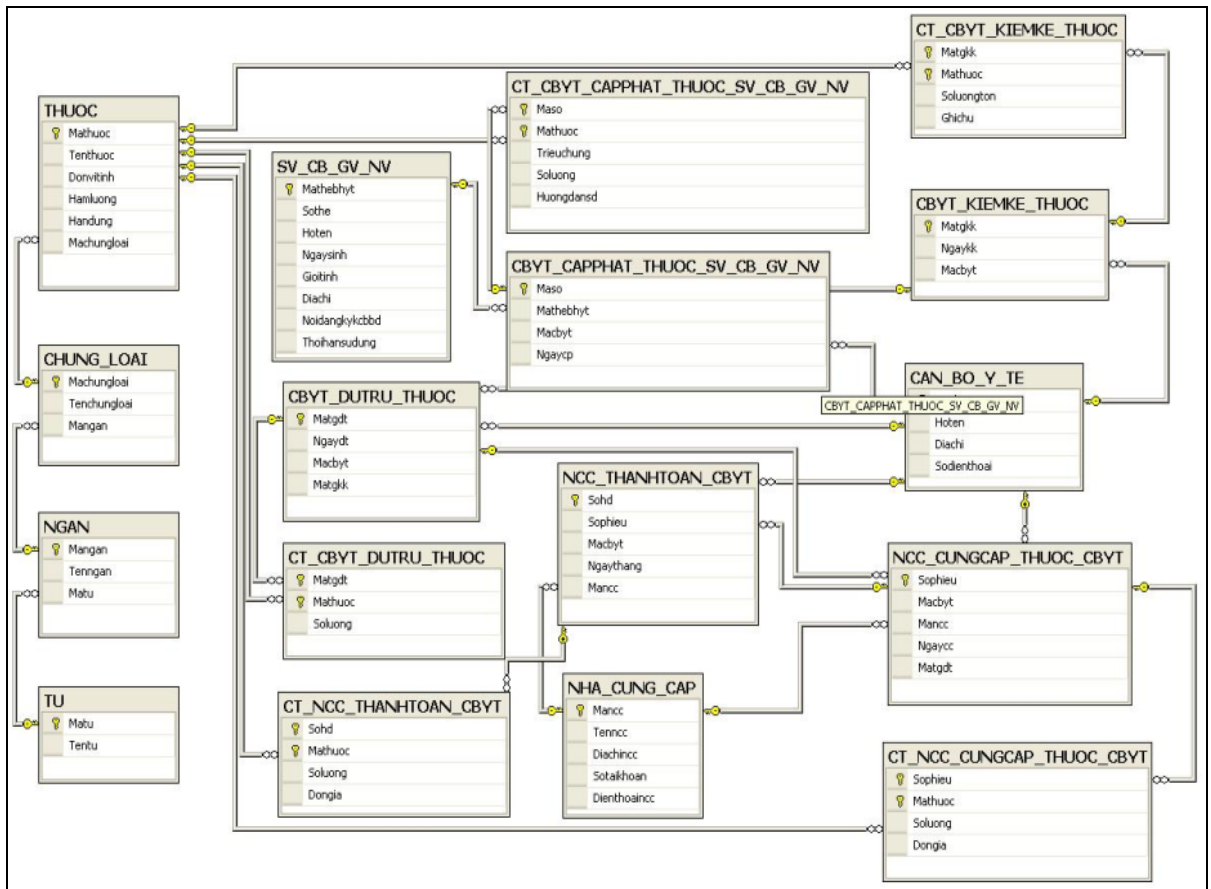 CT_CBYT_KIEMKE_THUOC
Matgkk
Mathuoc
Soluongton
Ghichu
CT_CBYT_CAPPHAT_THUOC_SV_CB_GV_NV
Maso
Mathuoc
Trieuchung
Soluong
Huongdansd
THUOC
Mathuoc
Tenthuoc
Donvitinh
Hamluong
Handung
Machungloai
SV_CB_GV_NV
Mathebhyt
Sothe
Hoten
Ngaysinh
Gioitinh
Diachi
Noidangkykcbbd
Thoihansudung
CBYT_KIEMKE_THUOC
Matgkk
Ngaykk
Macbyt
CBYT_CAPPHAT_THUOC_SV_CB_GV_NV
Maso
Mathebhyt
Macbyt
Ngaycp
CHUNG_LOAI
Machungloai
Tenchungloai
Mangan
CBYT_DUTRU_THUOC
Matgdt
Ngaydt
Macbyt
Matgkk
CAN_BO_Y_TE
CBYT_CAPPHAT_THUOC_SV_CB_GV_NV
Hoten
Diachi
Sodienthoai
NCC_THANHTOAN_CBYT
Sohd
Sophieu
Macbyt
Ngaythang
Mancc
NGAN
Mangan
Tenngan
Matu
CT_CBYT_DUTRU_THUOC
Matgdt
Mathuoc
Soluong
NCC_CUNGCAP_THUOC_CBYT
Sophieu
Macbyt
Mancc
Ngaycc
Matgdt
TU
Matu
Tentu
CT_NCC_THANHTOAN_CBYT
Sohd
Mathuoc
Soluong
Dongia
NHA_CUNG_CAP
Mancc
Tenncc
Diachincc
Sotaikhoan
Dienthoaincc
CT_NCC_CUNGCAP_THUOC_CBYT
Sophieu
Mathuoc
Soluong
Dongia